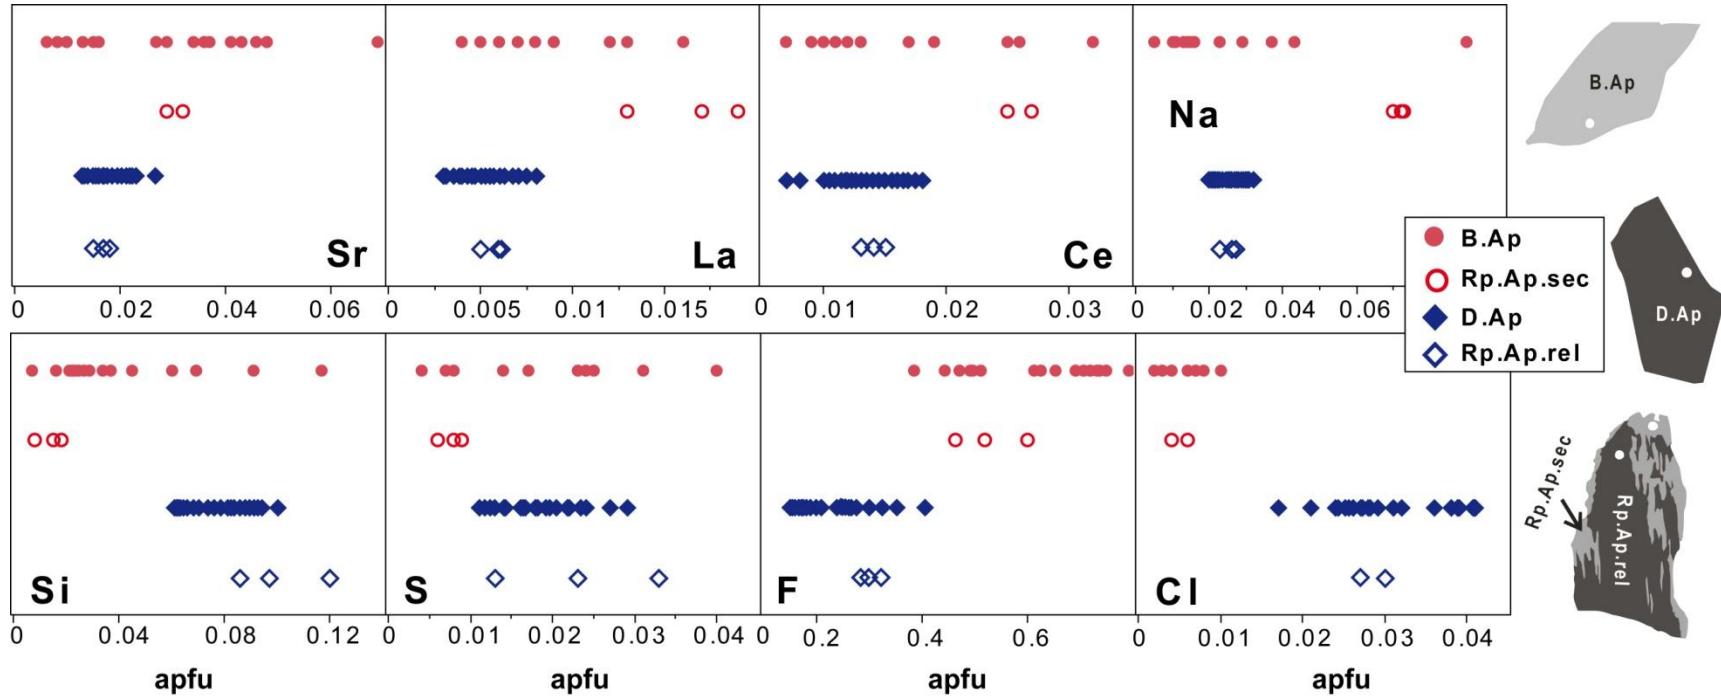 B.Ap
Na
Sr
La
Ce
0 0.02 0.04 0.06
0 0.005 0.01 0.015
0 0.01 0.02 0.03
0 0.02 0.04 0.06
B.Ap
Rp.Ap.sec
D.Ap
Rp.Ap.rel
D.Ap
Rp.Ap.sec
Rp.Ap.rel
Si
S
F
Cl
0 0.04 0.08 0.12
0 0.01 0.02 0.03 0.04
0 0.2 0.4 0.6
0 0.01 0.02 0.03 0.04
apfu
apfu
apfu
apfu